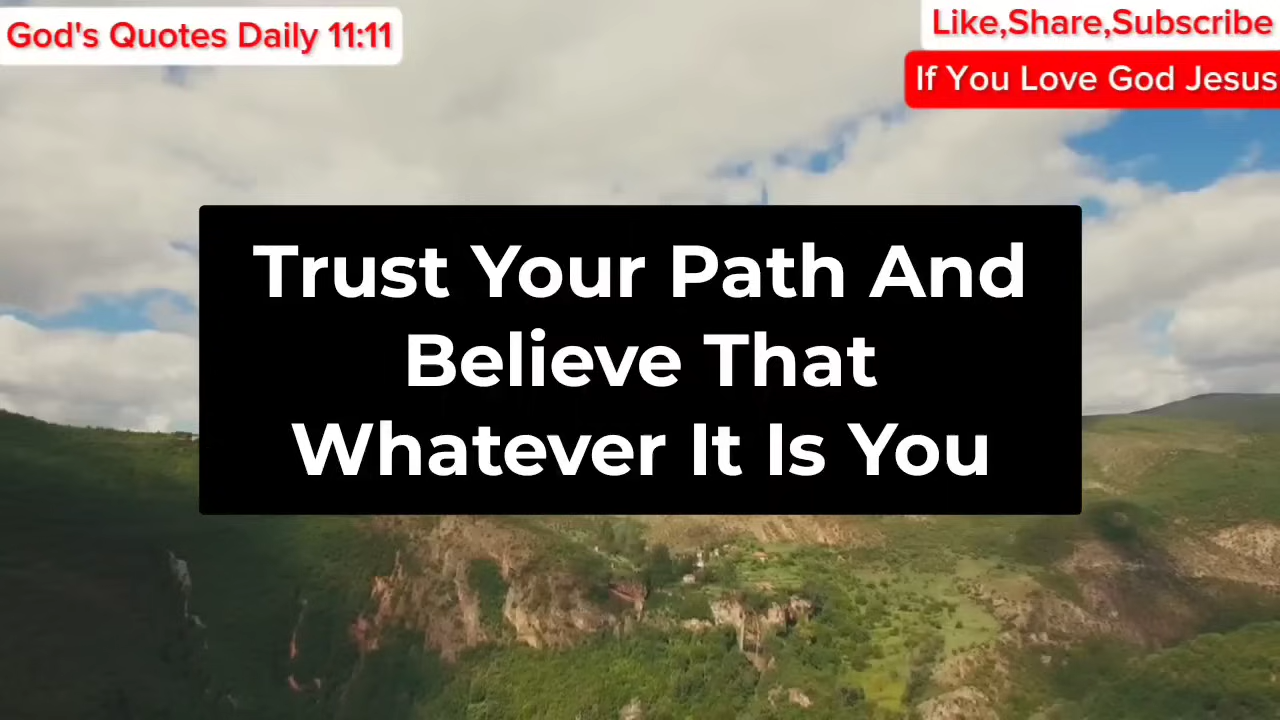 God's Quotes Daily 11:11
Like,Share,Subscribe
If You Love God Jesus
Trust Your Path And
Believe That
Whatever It Is You